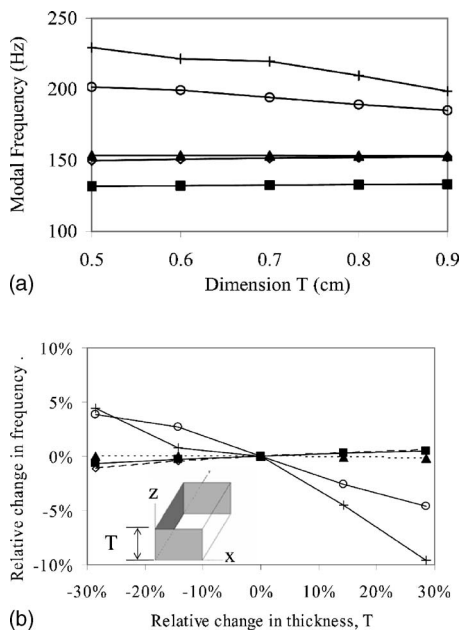 250
200
150
100
Modal Frequency (Hz)
0.5 0.6 0.7 0.8 0.9
(a) Dimension T (cm)
10%
5%
0%
-5%
-10%
Relative change in frequency .
z
T
x
-30% -20% -10% 0% 10% 20% 30%
(b) Relative change in thickness, T